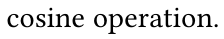 cosine operation.